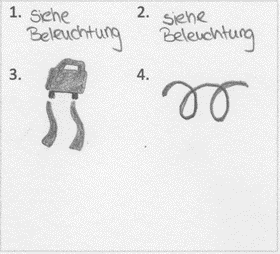 1. siehe Beleuchtung
2. siehe Beleuchtung
3.
4.